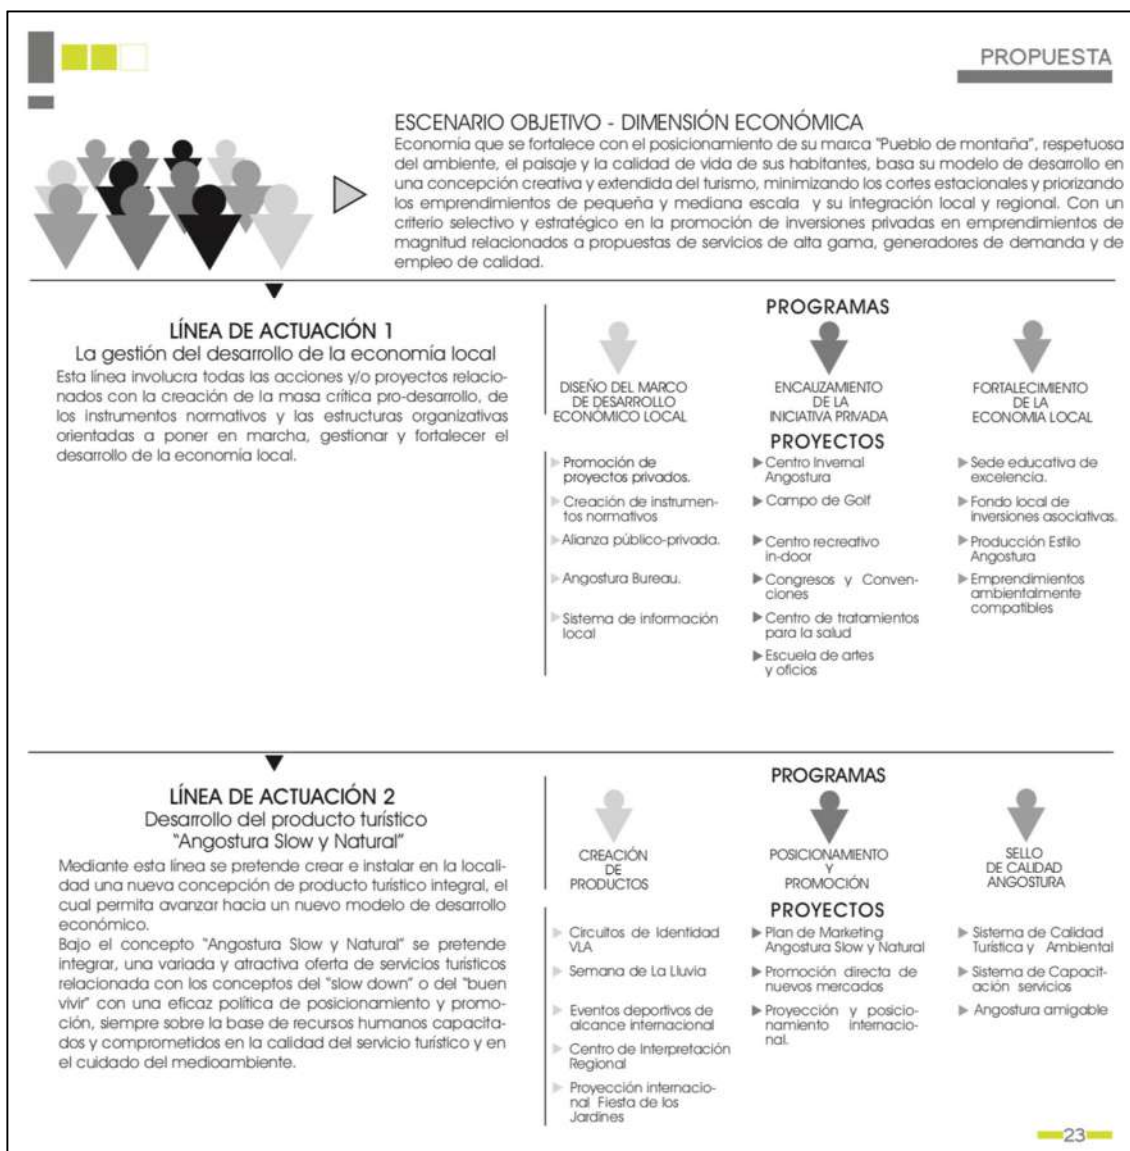 PROPUESTA
ESCENARIO OBJETIVO - DIMENSIÓN ECONÓMICA
Economía que se fortalece con el posicionamiento de su marca "Pueblo de montaña", respetuosa
del ambiente, el paisaje y la calidad de vida de sus habitantes, basa su modelo de desarrollo en
una concepción creativa y extendida del turismo, minimizando los cortes estacionales y priorizando
los emprendimientos de pequeña y mediana escala y su integración local y regional. Con un
criterio selectivo y estratégico en la promoción de inversiones privadas en emprendimientos de
magnitud relacionados a propuestas de servicios de alta gama, generadores de demanda y de
empleo de calidad.
LÍNEA DE ACTUACIÓN 1
La gestión del desarrollo de la economía local
Esta línea involucra todas las acciones y/o proyectos relacio-
nados con la creación de la masa crítica pro-desarrollo, de
los instrumentos normativos y las estructuras organizativas
orientadas a poner en marcha, gestionar y fortalecer el
desarrollo de la economía local.
PROGRAMAS
DISEÑO DEL MARCO
DE DESARROLLO
ECONÓMICO LOCAL
ENCAUZAMIENTO
DE LA
INICIATIVA PRIVADA
FORTALECIMIENTO
DE LA
ECONOMIA LOCAL
PROYECTOS
Promoción de
proyectos privados.
Creación de instrumen-
tos normativos
Alianza público-privada.
Angostura Bureau.
Sistema de información
local
Centro Invernal
Angostura
Campo de Golf
Centro recreativo
in-door
Congresos y Conven-
ciones
Centro de tratamientos
para la salud
Escuela de artes
y oficios
Sede educativa de
excelencia.
Fondo local de
inversiones asociativas.
Producción Estilo
Angostura
Emprendimientos
ambientalmente
compatibles
LÍNEA DE ACTUACIÓN 2
Desarrollo del producto turístico
"Angostura Slow y Natural"
Mediante esta línea se pretende crear e instalar en la locali-
dad una nueva concepción de producto turístico integral, el
cual permita avanzar hacia un nuevo modelo de desarrollo
económico.
Bajo el concepto "Angostura Slow y Natural" se pretende
integrar, una variada y atractiva oferta de servicios turísticos
relacionada con los conceptos del "slow down" o del "buen
vivir" con una eficaz política de posicionamiento y promo-
ción, siempre sobre la base de recursos humanos capacita-
dos y comprometidos en la calidad del servicio turístico y en
el cuidado del medioambiente.
PROGRAMAS
CREACIÓN
DE
PRODUCTOS
POSICIONAMIENTO
Y
PROMOCIÓN
SELLO
DE CALIDAD
ANGOSTURA
PROYECTOS
Circuitos de Identidad
VLA
Semana de La Lluvia
Eventos deportivos de
alcance internacional
Centro de Interpretación
Regional
Proyección internacio-
nal Fiesta de los
Jardines
Plan de Marketing
Angostura Slow y Natural
Promoción directa de
nuevos mercados
Proyección y posicio-
namiento internacio-
nal.
Sistema de Calidad
Turística y Ambiental
Sistema de Capacit-
ación servicios
Angostura amigable
23